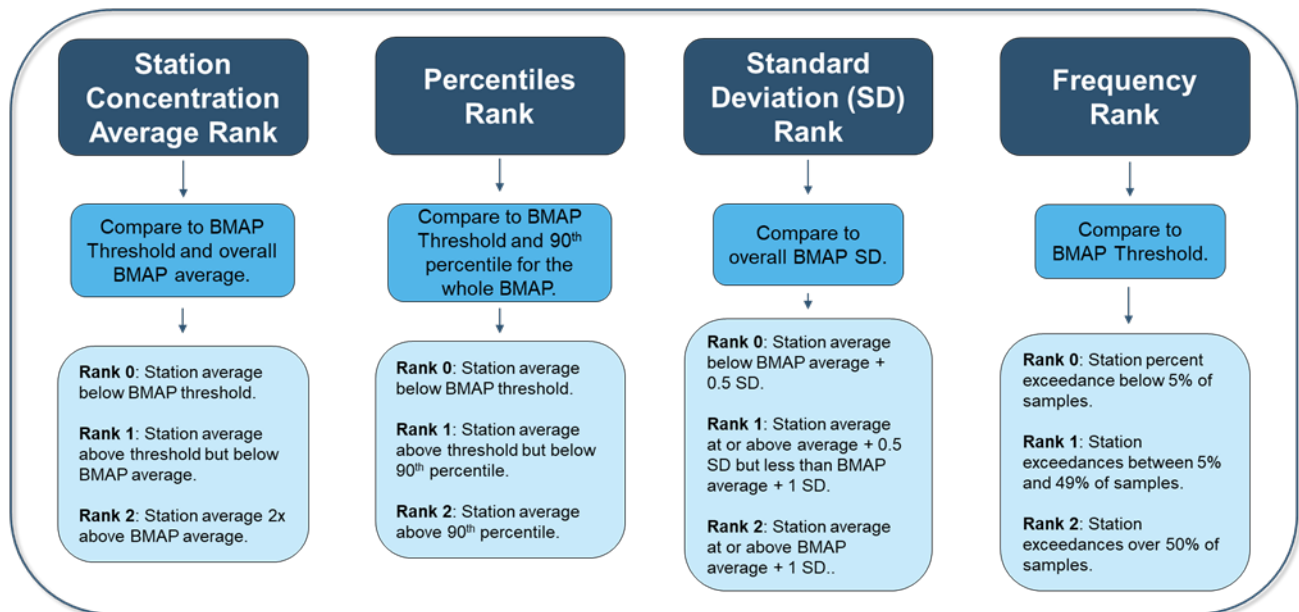 Station
Concentration
Average Rank
Compare to BMAP
Threshold and overall
BMAP average.
Rank 0: Station average
below BMAP threshold.
Rank 1: Station average
above threshold but below
BMAP average.
Rank 2: Station average 2x
above BMAP average.
Percentiles
Rank
Compare to BMAP
Threshold and 90th
percentile for the
whole BMAP.
Rank 0: Station average
below BMAP threshold.
Rank 1: Station average
above threshold but below
90th percentile.
Rank 2: Station average
above 90th percentile.
Standard
Deviation (SD)
Rank
Compare to
overall BMAP SD.
Rank 0: Station average
below BMAP average +
0.5 SD.
Rank 1: Station average
at or above average + 0.5
SD but less than BMAP
average + 1 SD.
Rank 2: Station average
at or above BMAP
average + 1 SD..
Frequency
Rank
Compare to
BMAP Threshold.
Rank 0: Station percent
exceedance below 5% of
samples.
Rank 1: Station
exceedances between 5%
and 49% of samples.
Rank 2: Station
exceedances over 50% of
samples.